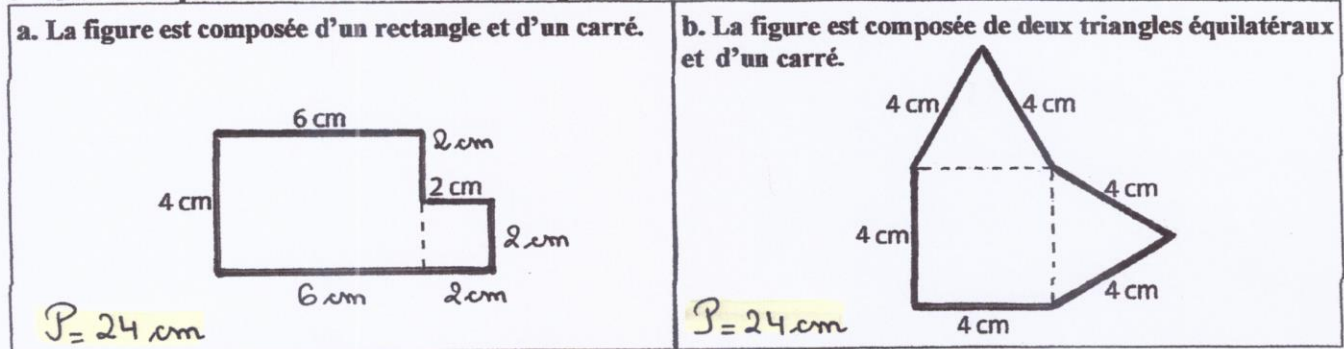 a. La figure est composée d'un rectangle et d'un carré.
6 cm
2 cm
2 cm
4 cm
2 cm
6 cm
2 cm
P= 24 cm
b. La figure est composée de deux triangles équilatéraux
et d'un carré.
4 cm
4 cm
4 cm
4 cm
4 cm
4 cm
P= 24 cm